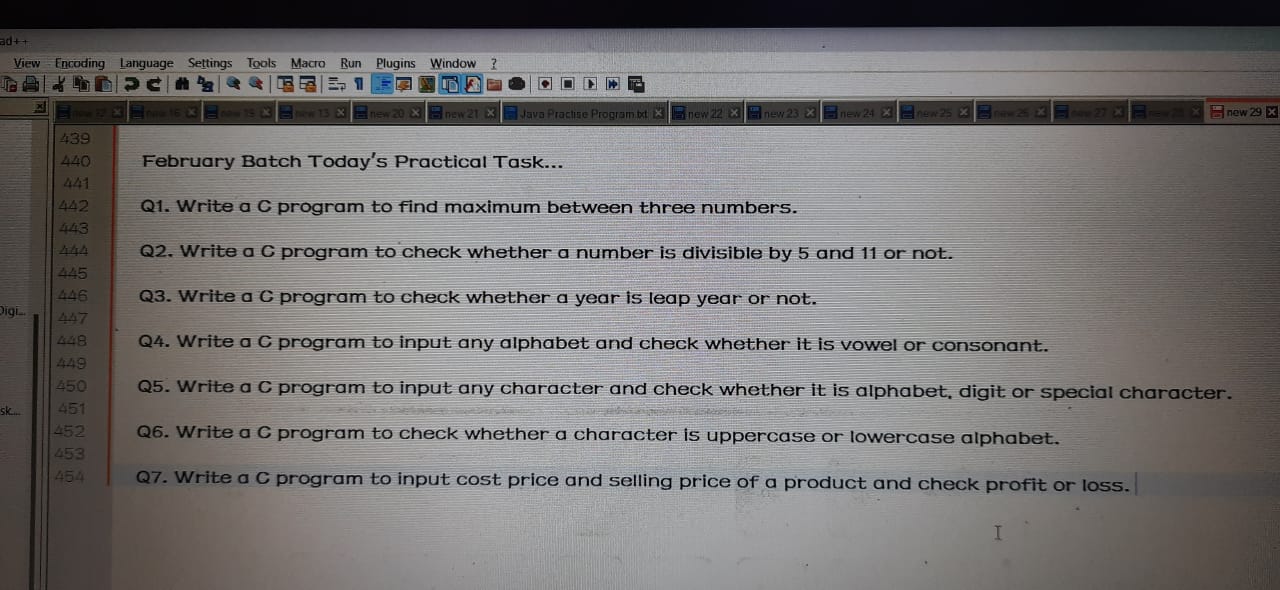 ad++
View Encoding Language Settings Tools Macro Run Plugins Window ?
new 13 new 20 new 21 Java Practise Program.txt new 22 new 23 new 24 new 25 new 26 new 27 new 29
439
440 February Batch Today's Practical Task...
441
442 Q1. Write a C program to find maximum between three numbers.
443
444 Q2. Write a C program to check whether a number is divisible by 5 and 11 or not.
445
446 Q3. Write a C program to check whether a year is leap year or not.
Digi...
447
448 Q4. Write a C program to input any alphabet and check whether it is vowel or consonant.
449
450 Q5. Write a C program to input any character and check whether it is alphabet, digit or special character.
sk...
451
452 Q6. Write a C program to check whether a character is uppercase or lowercase alphabet.
453
454 Q7. Write a C program to input cost price and selling price of a product and check profit or loss.